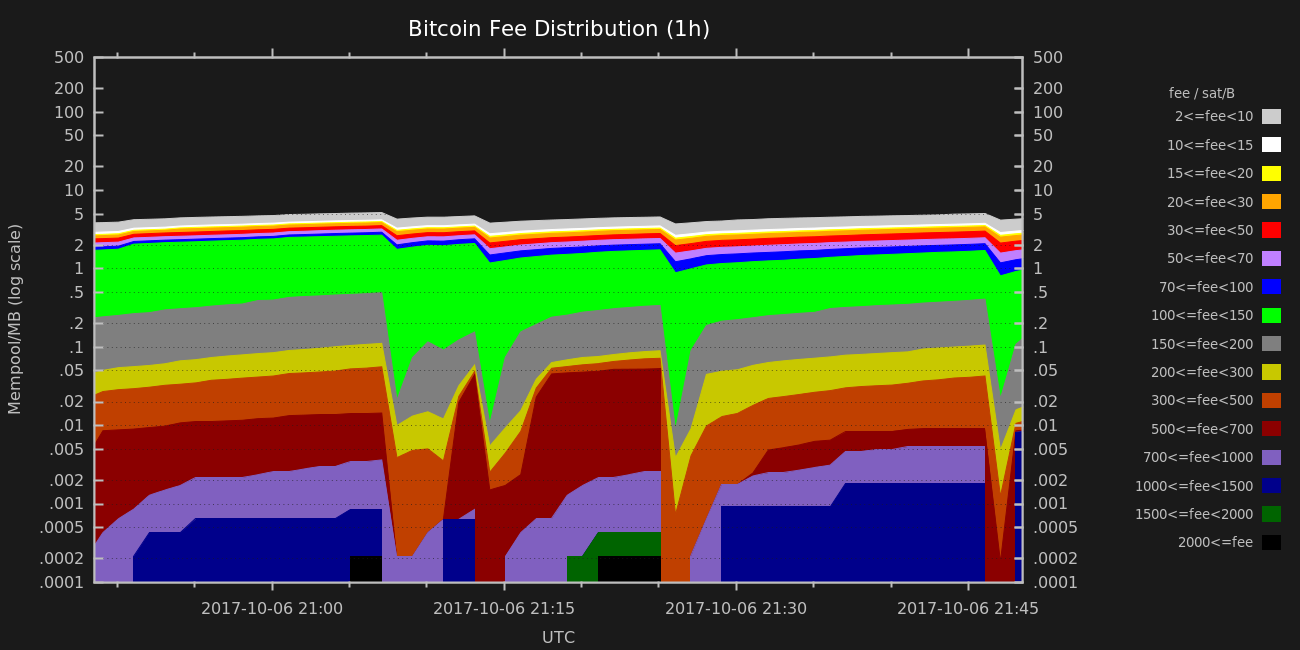 Bitcoin Fee Distribution (1h)
Mempool/MB (log scale)
500
200
100
50
20
10
5
2
1
.5
.2
.1
.05
.02
.01
.005
.002
.001
.0005
.0002
.0001
500
200
100
50
20
10
5
2
1
.5
.2
.1
.05
.02
.01
.005
.002
.001
.0005
.0002
.0001
2017-10-06 21:00
2017-10-06 21:15
2017-10-06 21:30
2017-10-06 21:45
UTC
fee / sat/B
2<=fee<10
10<=fee<15
15<=fee<20
20<=fee<30
30<=fee<50
50<=fee<70
70<=fee<100
100<=fee<150
150<=fee<200
200<=fee<300
300<=fee<500
500<=fee<700
700<=fee<1000
1000<=fee<1500
1500<=fee<2000
2000<=fee